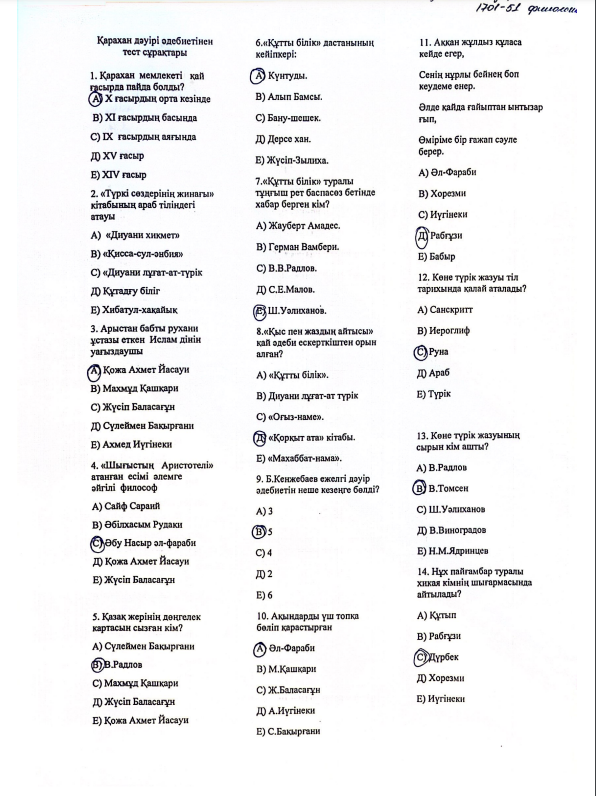 1701-51 филолог
Қарахан дәуірі әдебиетінен
тест сұрақтары
1. Қарахан мемлекеті қай
ғасырда пайда болды?
А) X ғасырдың орта кезінде
В) XI ғасырдың басында
С) IX ғасырдың аяғында
Д) XV ғасыр
Е) XIV ғасыр
2. «Түркі сөздерінің жинағы»
кітабының араб тіліндегі
атауы
А) «Диуани хикмет»
В) «Қисса-сул-әнбия»
С) «Диуани лұғат-ат-түрік
Д) Құтадғу біліг
Е) Хибатул-хақайық
3. Арыстан бабты рухани
ұстазы еткен Ислам дінін
уағыздаушы
А) Қожа Ахмет Йасауи
В) Махмұд Қашқари
С) Жүсіп Баласағұн
Д) Сүлеймен Бақырғани
Е) Ахмед Иүгінеки
4. «Шығыстың Аристотелі»
атанған есімі әлемге
әйгілі философ
А) Сайф Сараий
В) Әбілхасым Рудаки
С) Әбу Насыр әл-фараби
Д) Қожа Ахмет Йасауи
Е) Жүсіп Баласағұн
5. Қазақ жерінің дөңгелек
картасын сызған кім?
А) Сүлеймен Бақырғани
В) В.Радлов
С) Махмұд Қашқари
Д) Жүсіп Баласағұн
Е) Қожа Ахмет Йасауи
6.«Құтты білік» дастанының
кейіпкері:
А) Күнтуды.
В) Алып Бамсы.
С) Бану-шешек.
Д) Дерсе хан.
Е) Жүсіп-Зылиха.
7.«Құтты білік» туралы
тұңғыш рет баспасөз бетінде
хабар берген кім?
А) Жауберт Амадес.
В) Герман Вамбери.
С) В.В.Радлов.
Д) С.Е.Малов.
Е) Ш.Уәлиханов.
8.«Қыс пен жаздың айтысы»
қай әдеби ескерткіштен орын
алған?
А) «Құтты білік».
В) Диуани лұғат-ат түрік
С) «Оғыз-наме».
Д) «Қорқыт ата» кітабы.
Е) «Махаббат-нама».
9. Б.Кенжебаев ежелгі дәуір
әдебиетін неше кезеңге бөлді?
А) 3
В) 5
С) 4
Д) 2
Е) 6
10. Ақындарды үш топқа
бөліп қарастырған
А) Әл-Фараби
В) М.Қашқари
С) Ж.Баласағұн
Д) А.Иүгінеки
Е) С.Бақырғани
11. Аққан жұлдыз құласа
кейде егер,
Сенің нұрлы бейнең боп
кеудеме енер.
Әлде қайда ғайыптан ынтызар
ғып,
Өміріме бір ғажап сәуле
берер.
А) Әл-Фараби
В) Хорезми
С) Иүгінеки
Д) Рабғұзи
Е) Бабыр
12. Көне түрік жазуы тіл
тарихында қалай аталады?
А) Санскритт
В) Иероглиф
С) Руна
Д) Араб
Е) Түрік
13. Көне түрік жазуының
сырын кім ашты?
А) В.Радлов
В) В.Томсен
С) Ш.Уәлиханов
Д) В.Виноградов
Е) Н.М.Ядринцев
14. Нұх пайғамбар туралы
хикая кімнің шығармасында
айтылады?
А) Құтып
В) Рабғұзи
С) Дүрбек
Д) Хорезми
Е) Иүгінеки